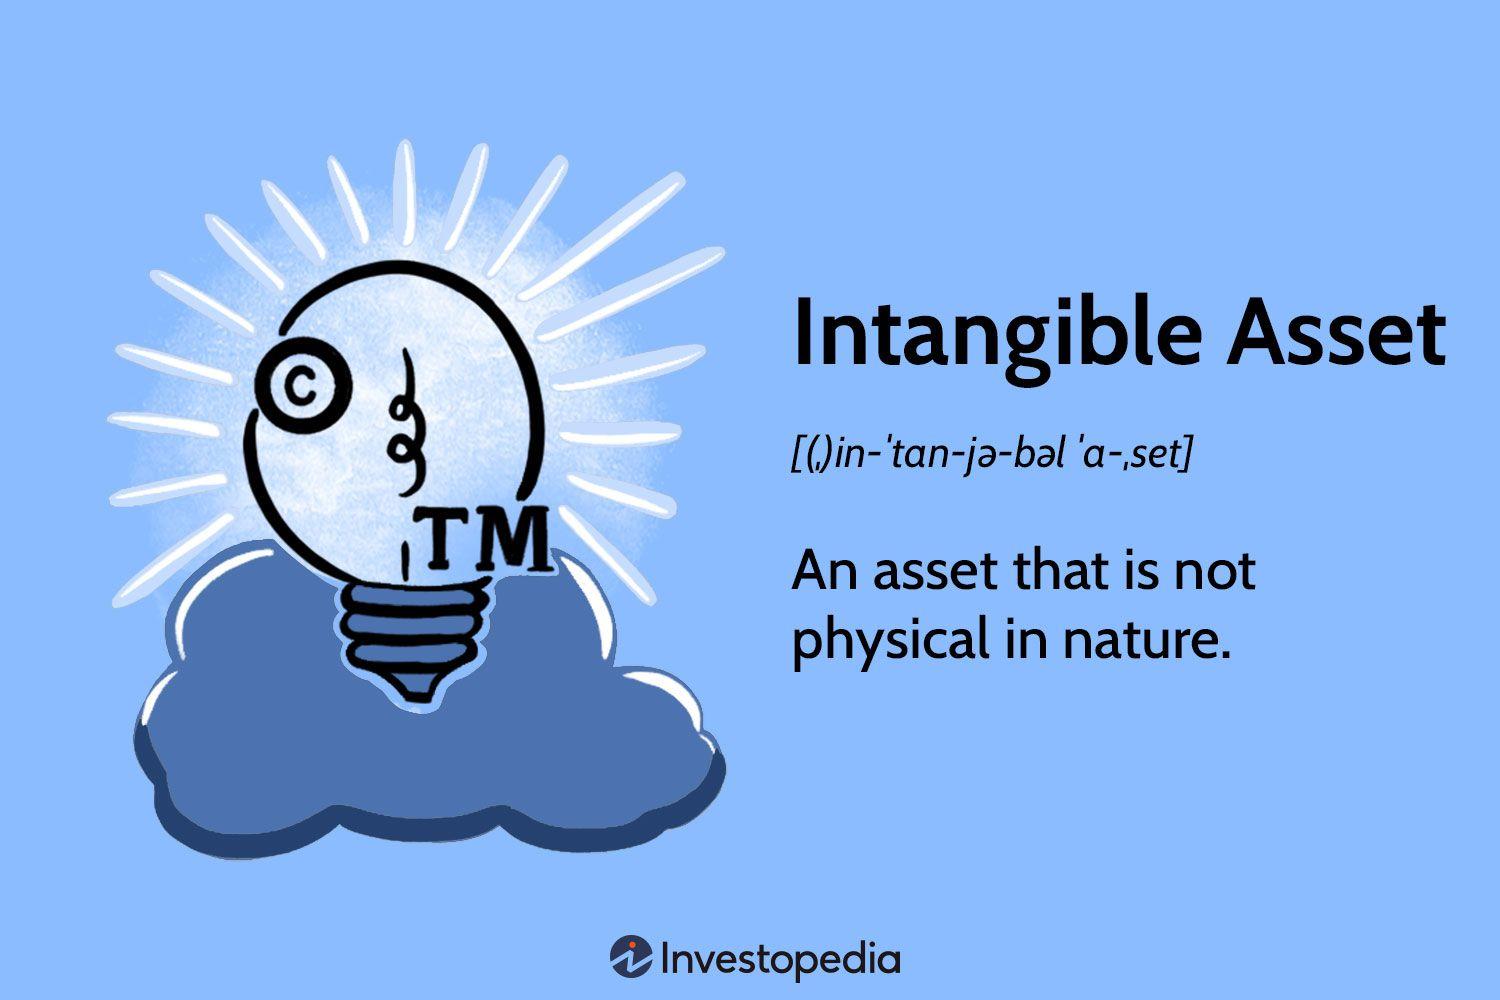 ©
TM
Intangible Asset
[(ˌ)in-ˈtan-jə-bəl ˈa-ˌset]
An asset that is not
physical in nature.
Investopedia